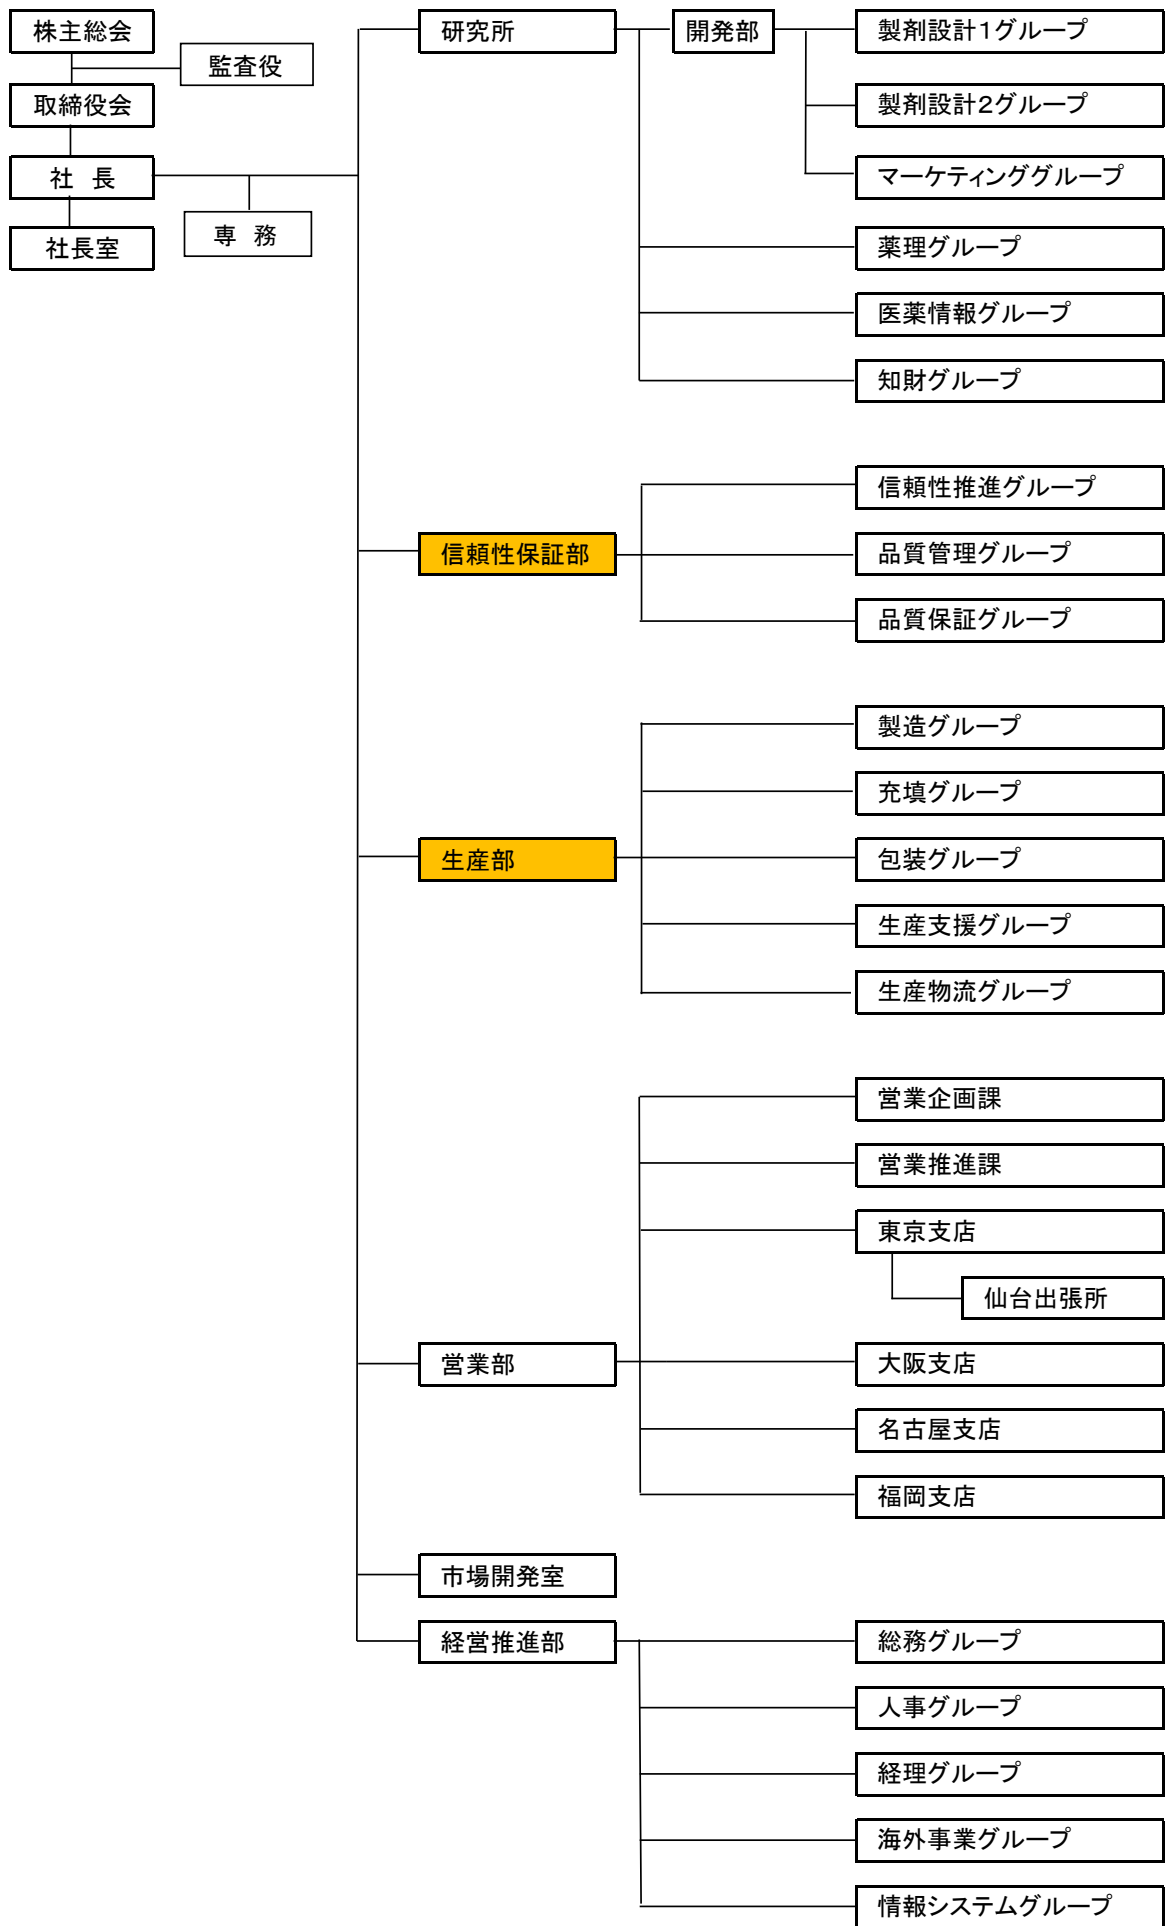 株主総会
監査役
取締役会
社 長
専 務
社長室
研究所
開発部
製剤設計1グループ
製剤設計2グループ
マーケティンググループ
薬理グループ
医薬情報グループ
知財グループ
信頼性保証部
信頼性推進グループ
品質管理グループ
品質保証グループ
生産部
製造グループ
充填グループ
包装グループ
生産支援グループ
生産物流グループ
営業部
営業企画課
営業推進課
東京支店
仙台出張所
大阪支店
名古屋支店
福岡支店
市場開発室
経営推進部
総務グループ
人事グループ
経理グループ
海外事業グループ
情報システムグループ